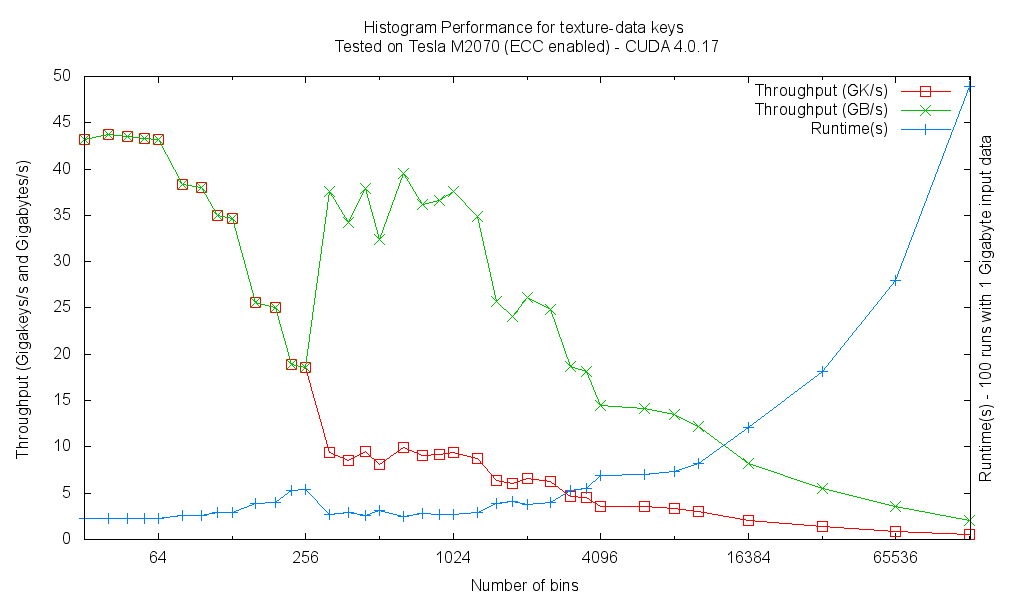 Histogram Performance for texture-data keys
Tested on Tesla M2070 (ECC enabled) - CUDA 4.0.17
Throughput (GK/s)
Throughput (GB/s)
Runtime(s)
Throughput (Gigakeys/s and Gigabytes/s)
50
45
40
35
30
25
20
15
10
5
0
64
256
1024
4096
16384
65536
Number of bins
Runtime(s) - 100 runs with 1 Gigabyte input data